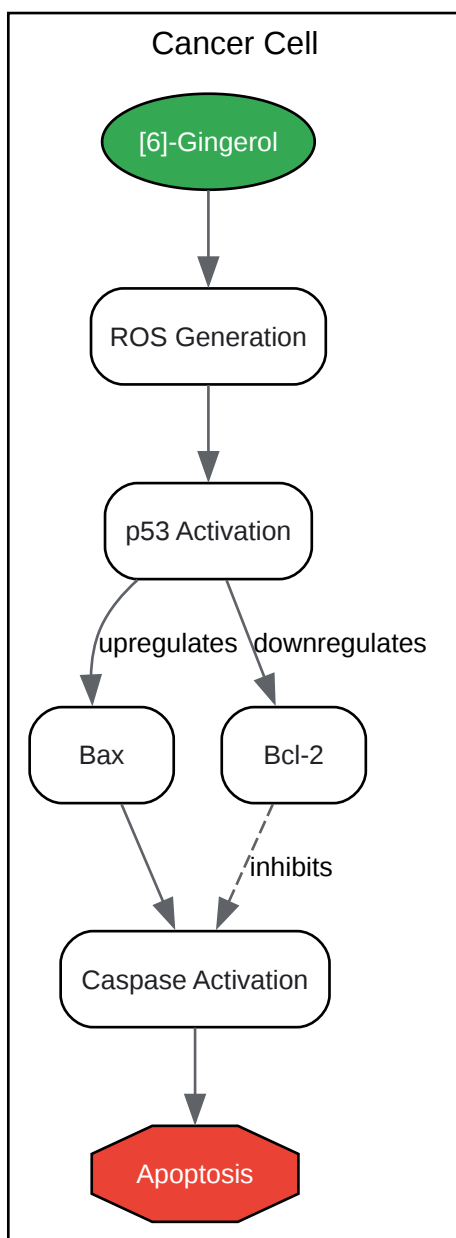 Cancer Cell
[6]-Gingerol
ROS Generation
p53 Activation
upregulates
downregulates
Bax
Bcl-2
inhibits
Caspase Activation
Apoptosis